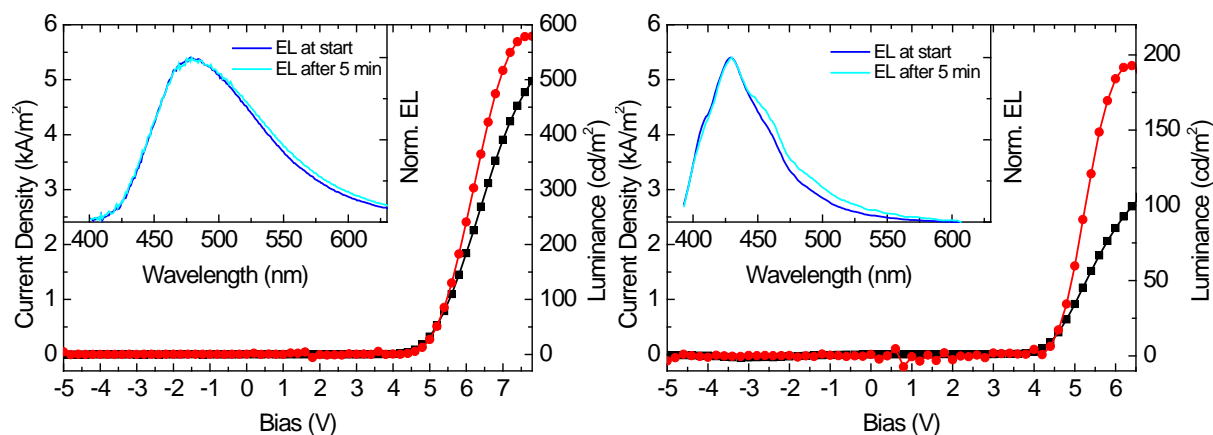 6 600
5 500
4 400
3 300
2 200
1 100
0 0
EL at start
EL after 5 min
Norm. EL
400 450 500 550 600
Wavelength (nm)
Current Density (kA/m²)
Luminance (cd/m²)
-5 -4 -3 -2 -1 0 1 2 3 4 5 6 7
Bias (V)
6
5 200
4 150
3 100
2 50
1 0
0
EL at start
EL after 5 min
Norm. EL
400 450 500 550 600
Wavelength (nm)
Current Density (kA/m²)
Luminance (cd/m²)
-5 -4 -3 -2 -1 0 1 2 3 4 5 6
Bias (V)